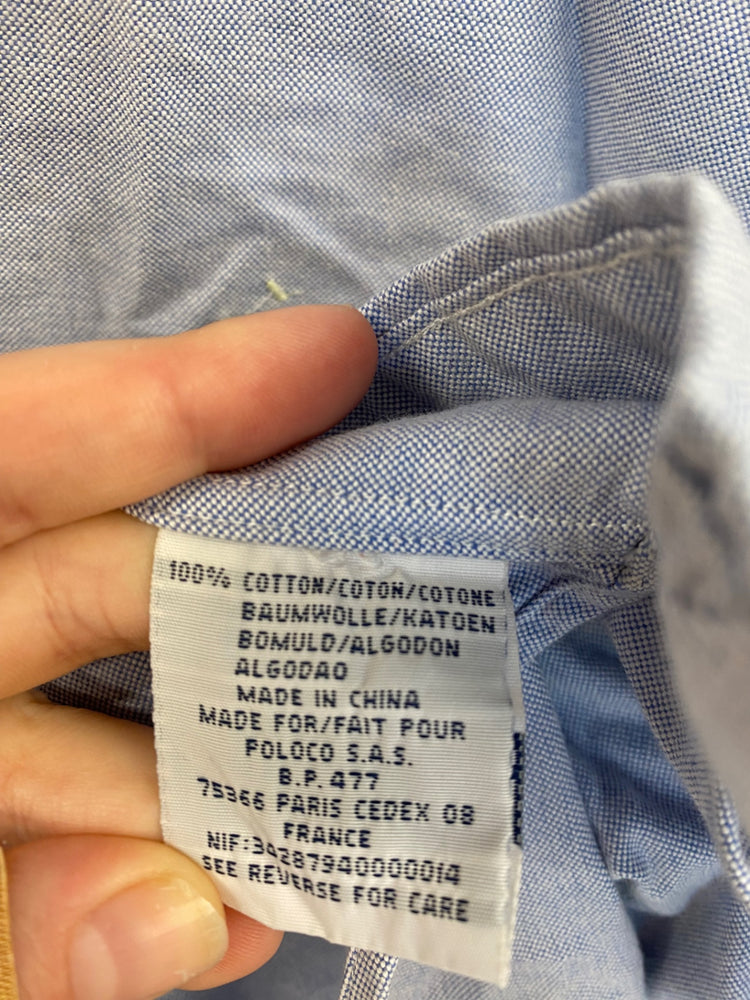 100% COTTON/COTON/COTONE
BAUMWOLLE/KATOEN
BOMULD/ALGODON
ALGODAO
MADE IN CHINA
MADE FOR/FAIT POUR
POLOCO S.A.S.
B.P. 477
75366 PARIS CEDEX 08
FRANCE
NIF:34287940000014
SEE REVERSE FOR CARE